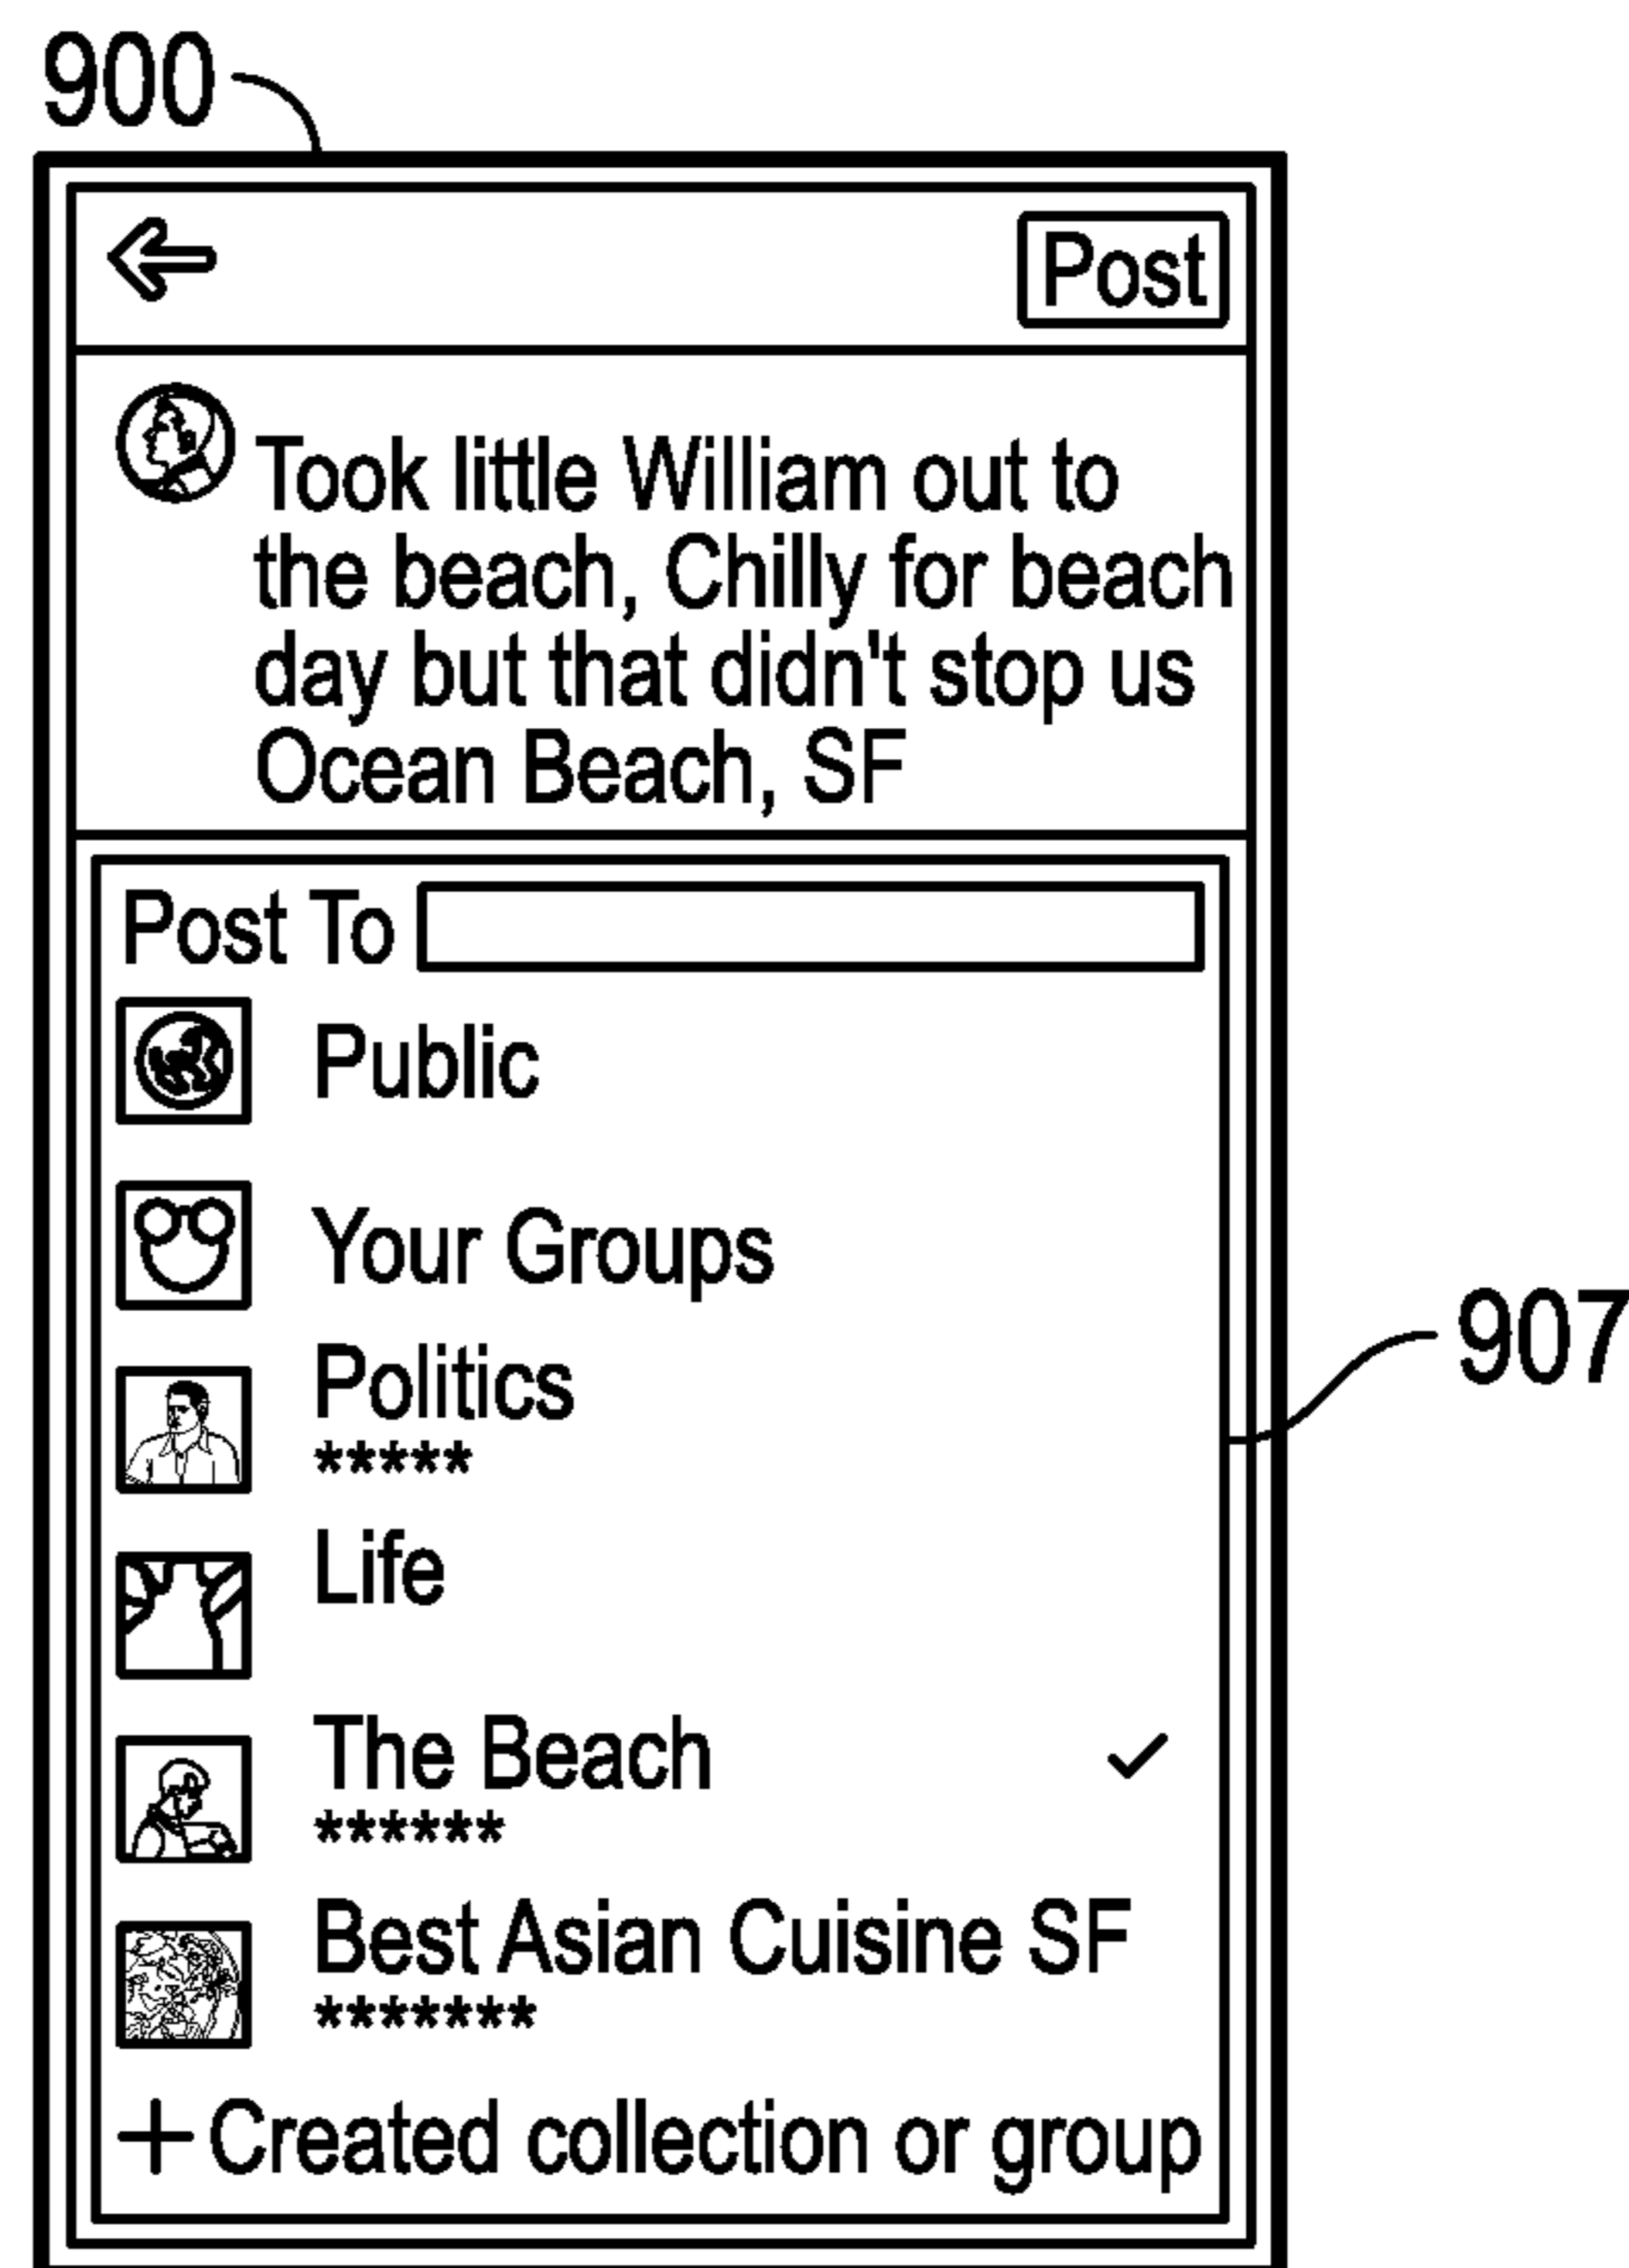 900
Post
Took little William out to
the beach, Chilly for beach
day but that didn't stop us
Ocean Beach, SF
Post To
Public
Your Groups
907
Politics
*****
Life
The Beach
******
Best Asian Cuisine SF
*******
+ Created collection or group